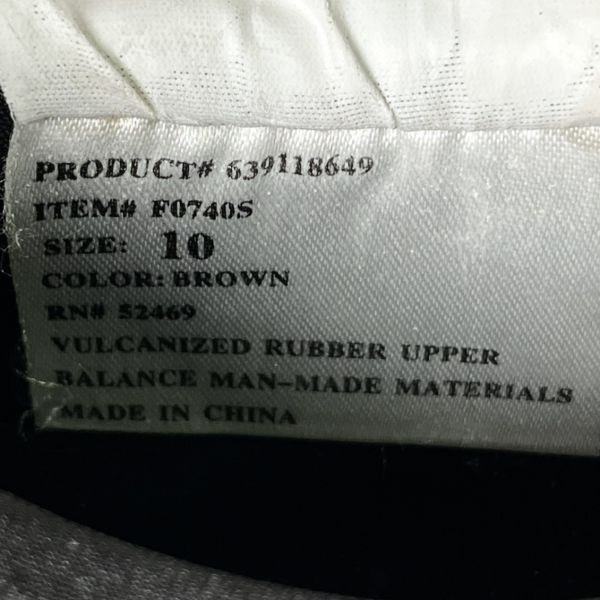 PRODUCT# 639118649
ITEM# F0740S
SIZE: 10
COLOR: BROWN
RN# 52469
VULCANIZED RUBBER UPPER
BALANCE MAN-MADE MATERIALS
MADE IN CHINA